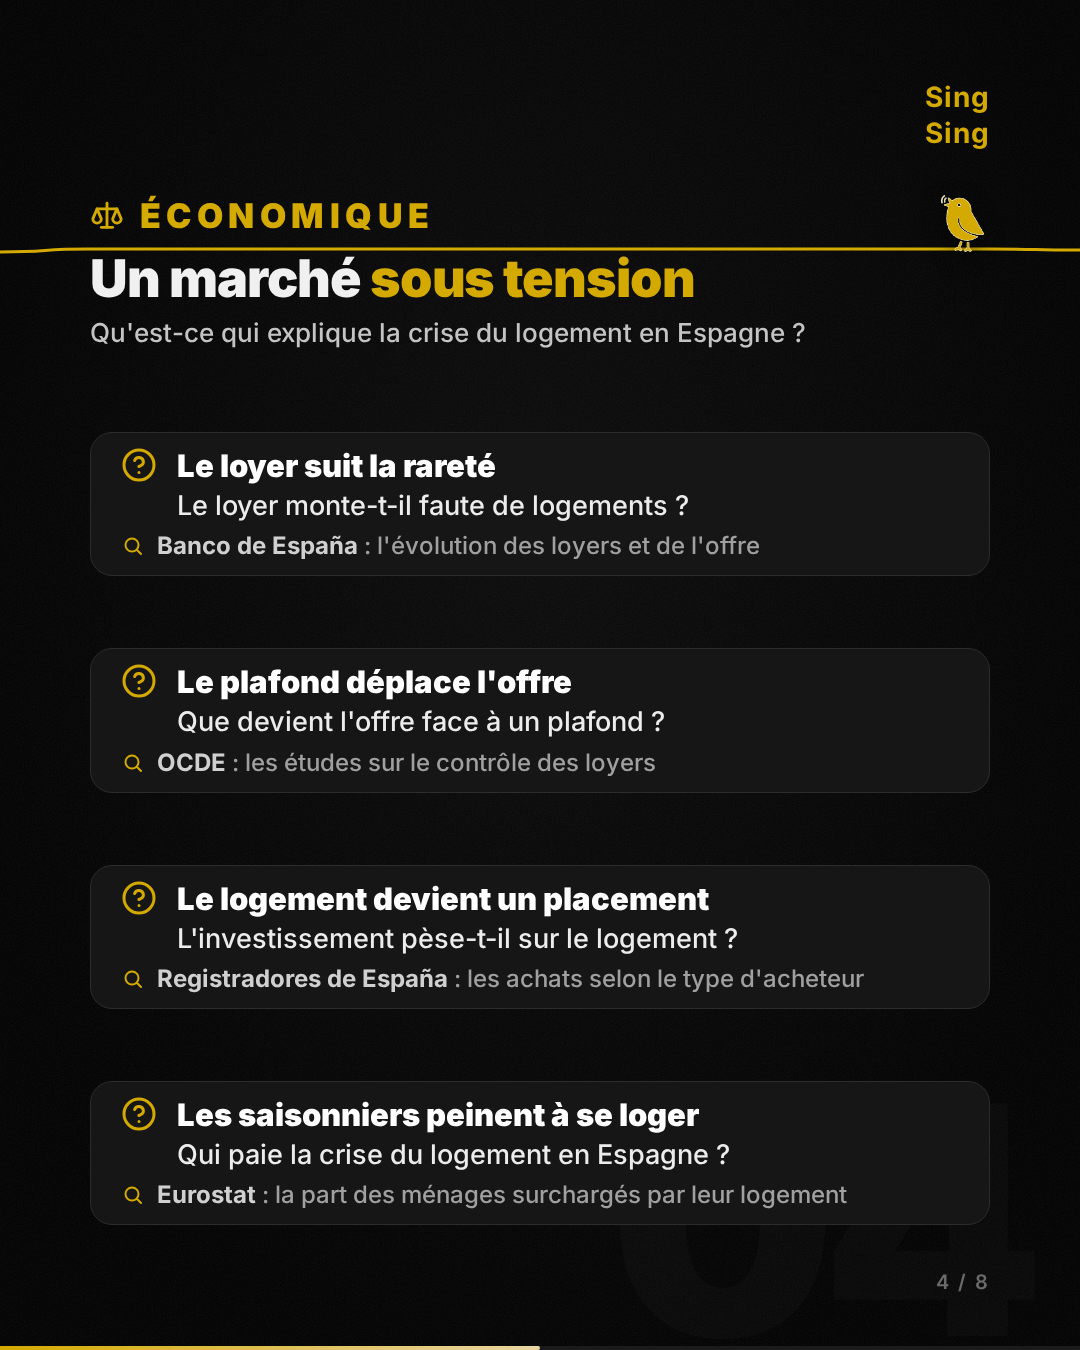 Sing
Sing
ÉCONOMIQUE
Un marché sous tension
Qu'est-ce qui explique la crise du logement en Espagne ?
Le loyer suit la rareté
Le loyer monte-t-il faute de logements ?
Banco de España : l'évolution des loyers et de l'offre
Le plafond déplace l'offre
Que devient l'offre face à un plafond ?
OCDE : les études sur le contrôle des loyers
Le logement devient un placement
L'investissement pèse-t-il sur le logement ?
Registradores de España : les achats selon le type d'acheteur
Les saisonniers peinent à se loger
Qui paie la crise du logement en Espagne ?
Eurostat : la part des ménages surchargés par leur logement
04
4 / 8